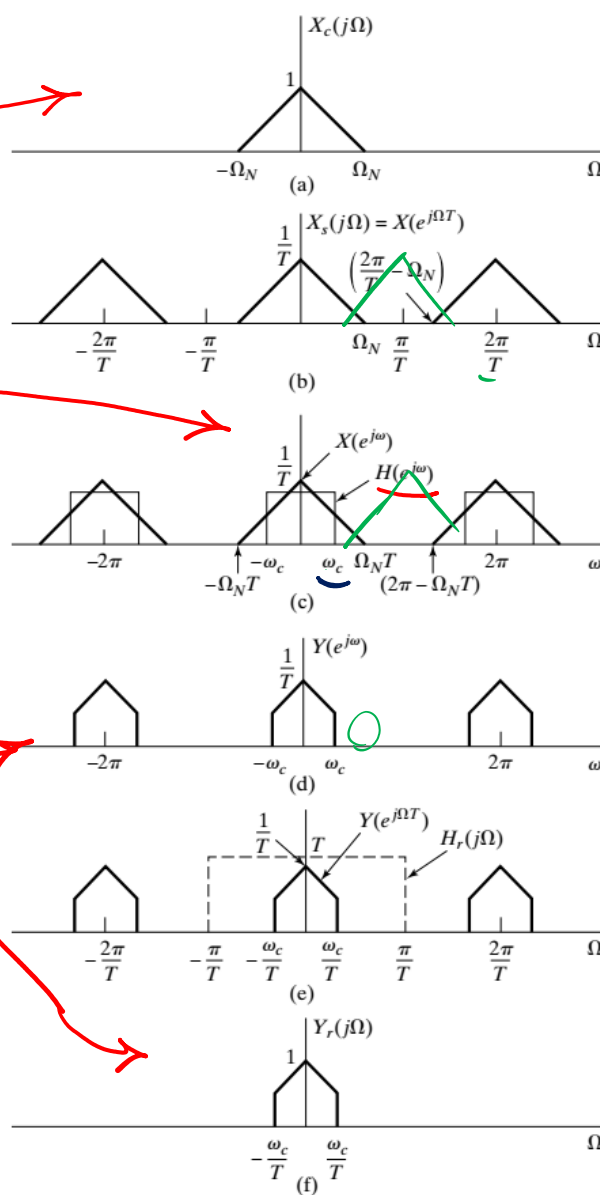 X_c(jΩ)
1
−Ω_N Ω_N Ω
(a)
X_s(jΩ) = X(e^{jΩT})
1/T
(2π/T − Ω_N)
−2π/T −π/T Ω_N π/T 2π/T Ω
(b)
X(e^{jω})
1/T
H(e^{jω})
−2π −ω_c ω_c Ω_N T 2π ω
−Ω_N T (2π − Ω_N T)
(c)
Y(e^{jω})
1/T
−2π −ω_c ω_c 2π ω
(d)
1/T T Y(e^{jΩT})
H_r(jΩ)
−2π/T −π/T −ω_c/T ω_c/T π/T 2π/T Ω
(e)
Y_r(jΩ)
1
−ω_c/T ω_c/T Ω
(f)